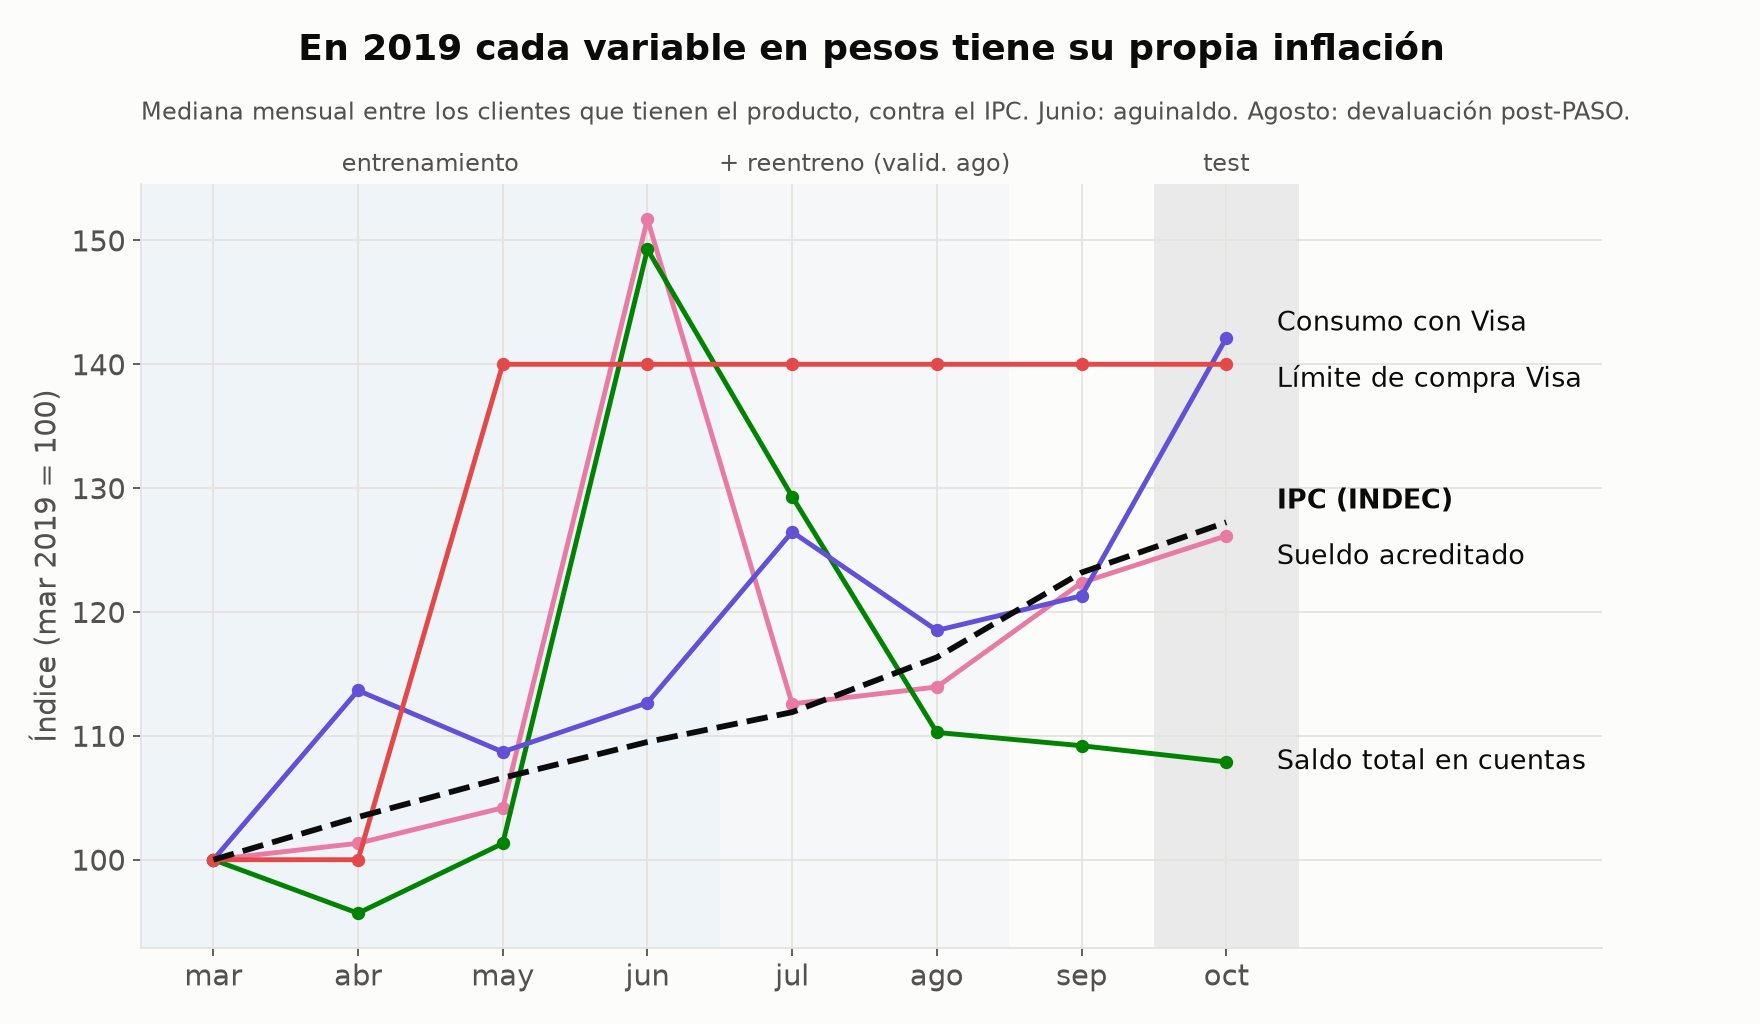 En 2019 cada variable en pesos tiene su propia inflación
Mediana mensual entre los clientes que tienen el producto, contra el IPC. Junio: aguinaldo. Agosto: devaluación post-PASO.
entrenamiento
+ reentreno (valid. ago)
test
Índice (mar 2019 = 100)
150
140
130
120
110
100
Consumo con Visa
Límite de compra Visa
IPC (INDEC)
Sueldo acreditado
Saldo total en cuentas
mar
abr
may
jun
jul
ago
sep
oct